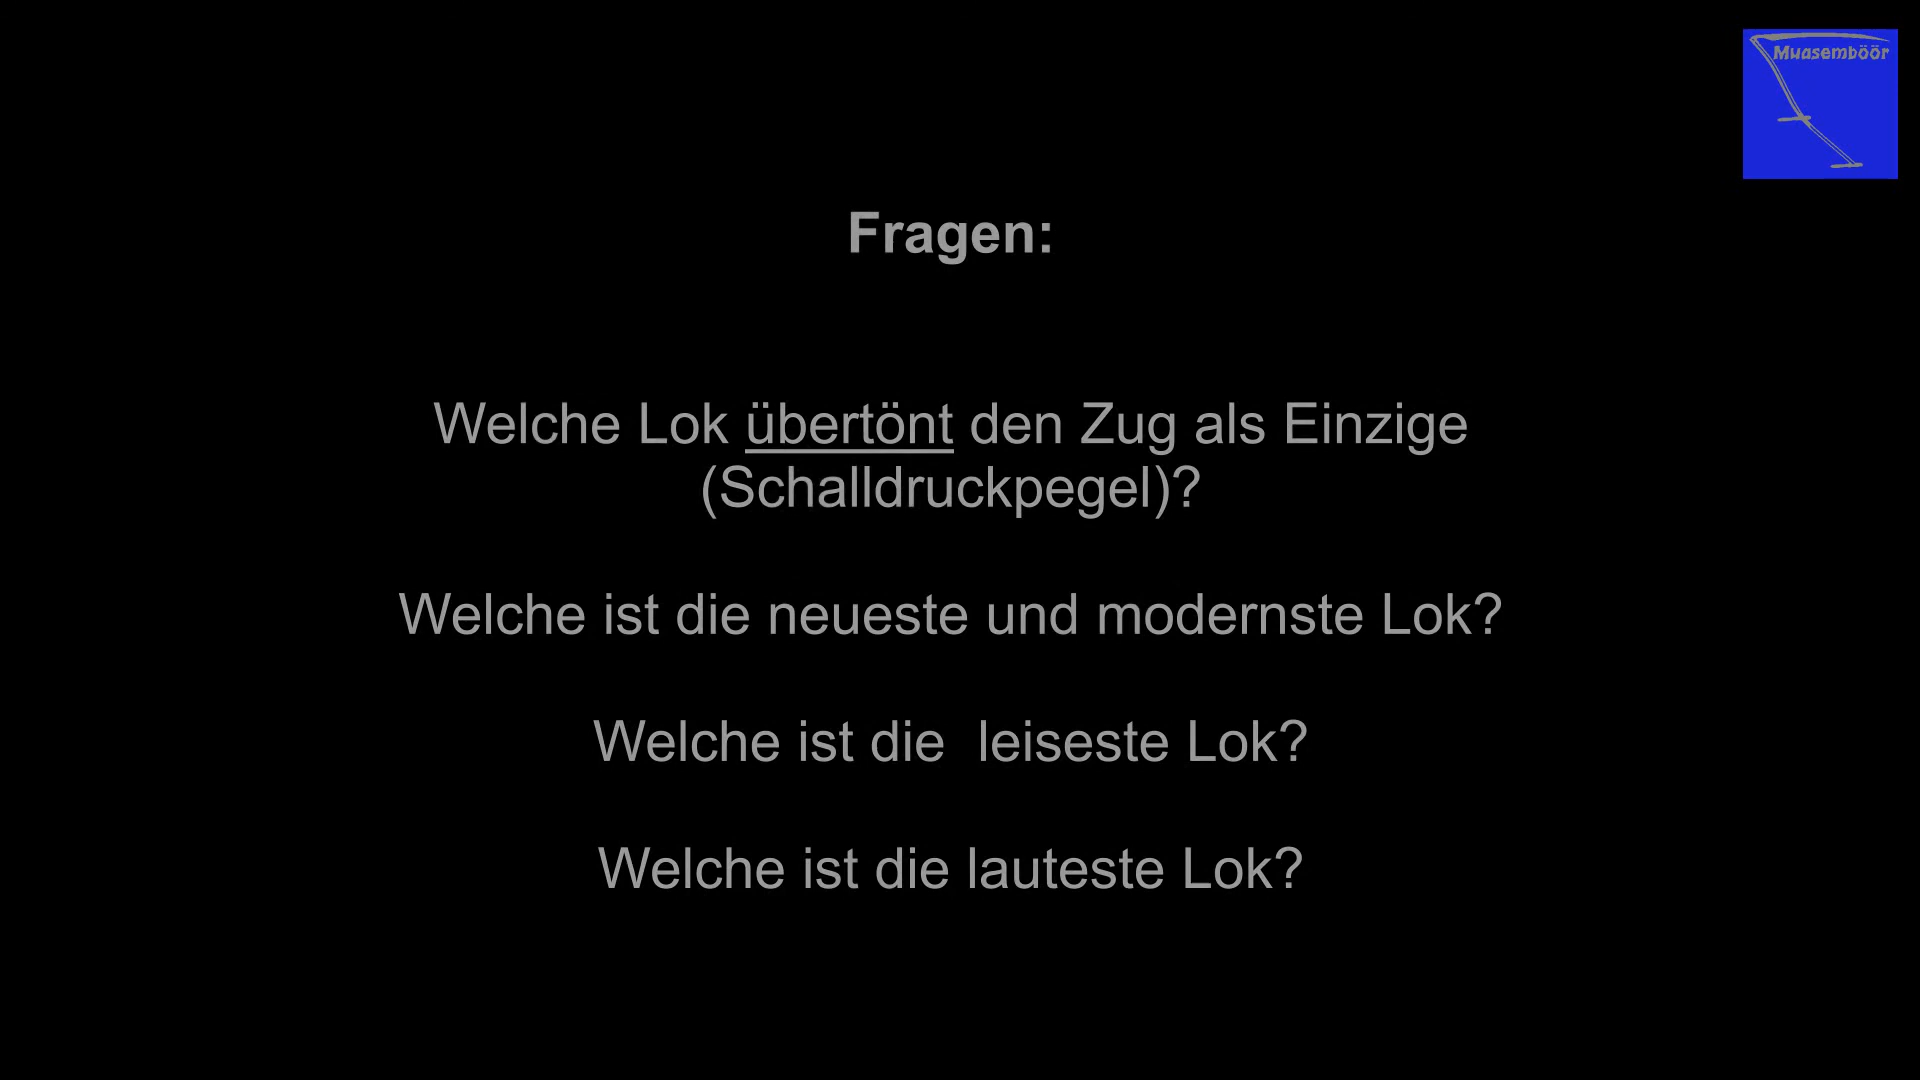 Muasemböör
Fragen:
Welche Lok übertönt den Zug als Einzige
(Schalldruckpegel)?
Welche ist die neueste und modernste Lok?
Welche ist die  leiseste Lok?
Welche ist die lauteste Lok?